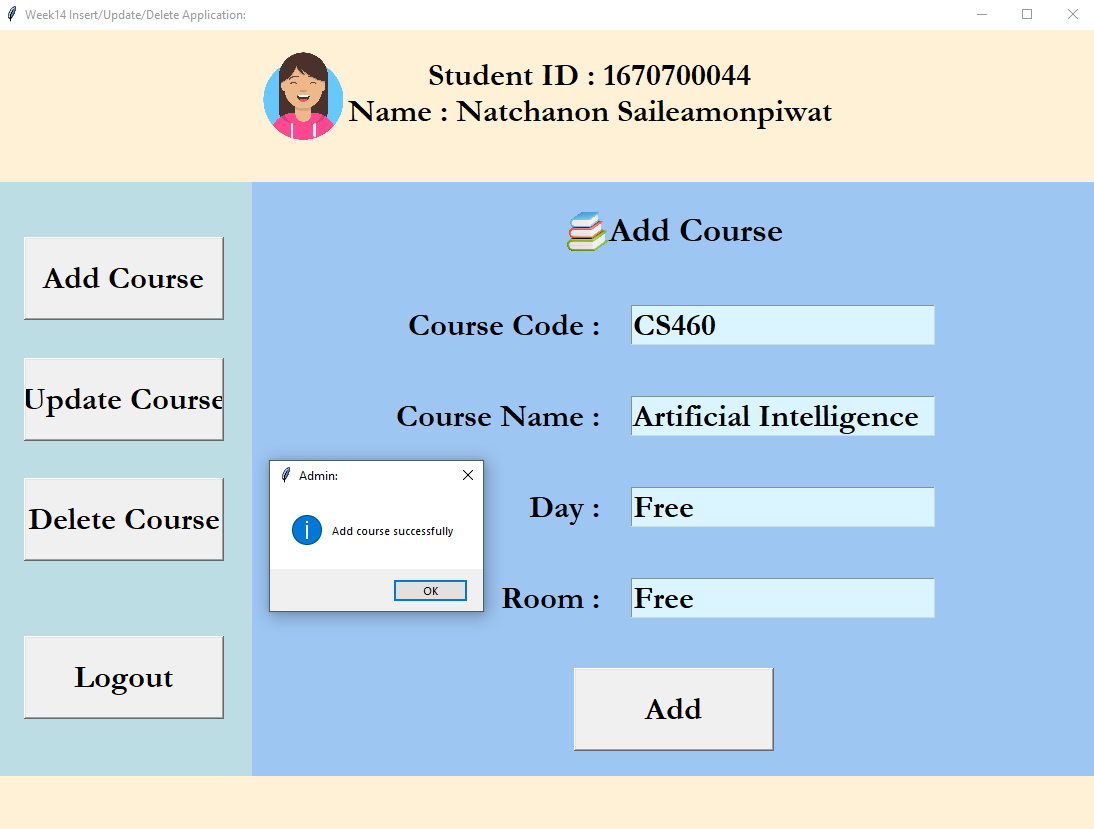 Week14 Insert/Update/Delete Application:
Student ID : 1670700044
Name : Natchanon Saileamonpiwat
Add Course
Update Course
Delete Course
Logout
Add Course
Course Code : CS460
Course Name : Artificial Intelligence
Day : Free
Room : Free
Add
Admin:
i
Add course successfully
OK